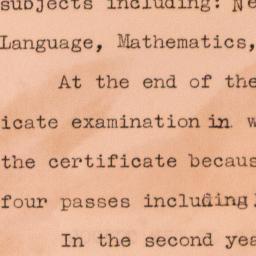 subjects including: Ne
Language, Mathematics,
At the end of the
icate examination in w
the certificate becaus
four passes including
In the second yea